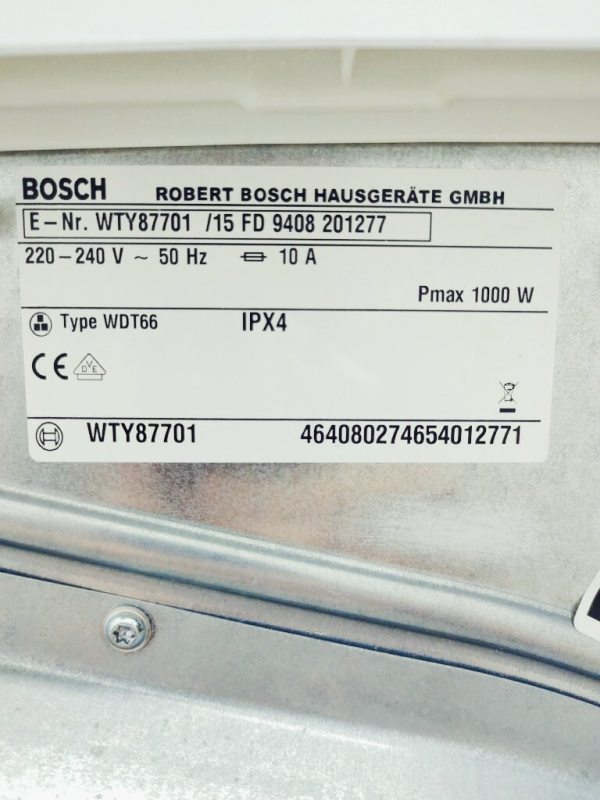 BOSCH ROBERT BOSCH HAUSGERÄTE GMBH
E-Nr. WTY87701 /15 FD 9408 201277
220-240 V ~ 50 Hz 10 A
Pmax 1000 W
Type WDT66 IPX4
CE DVE
WTY87701 464080274654012771